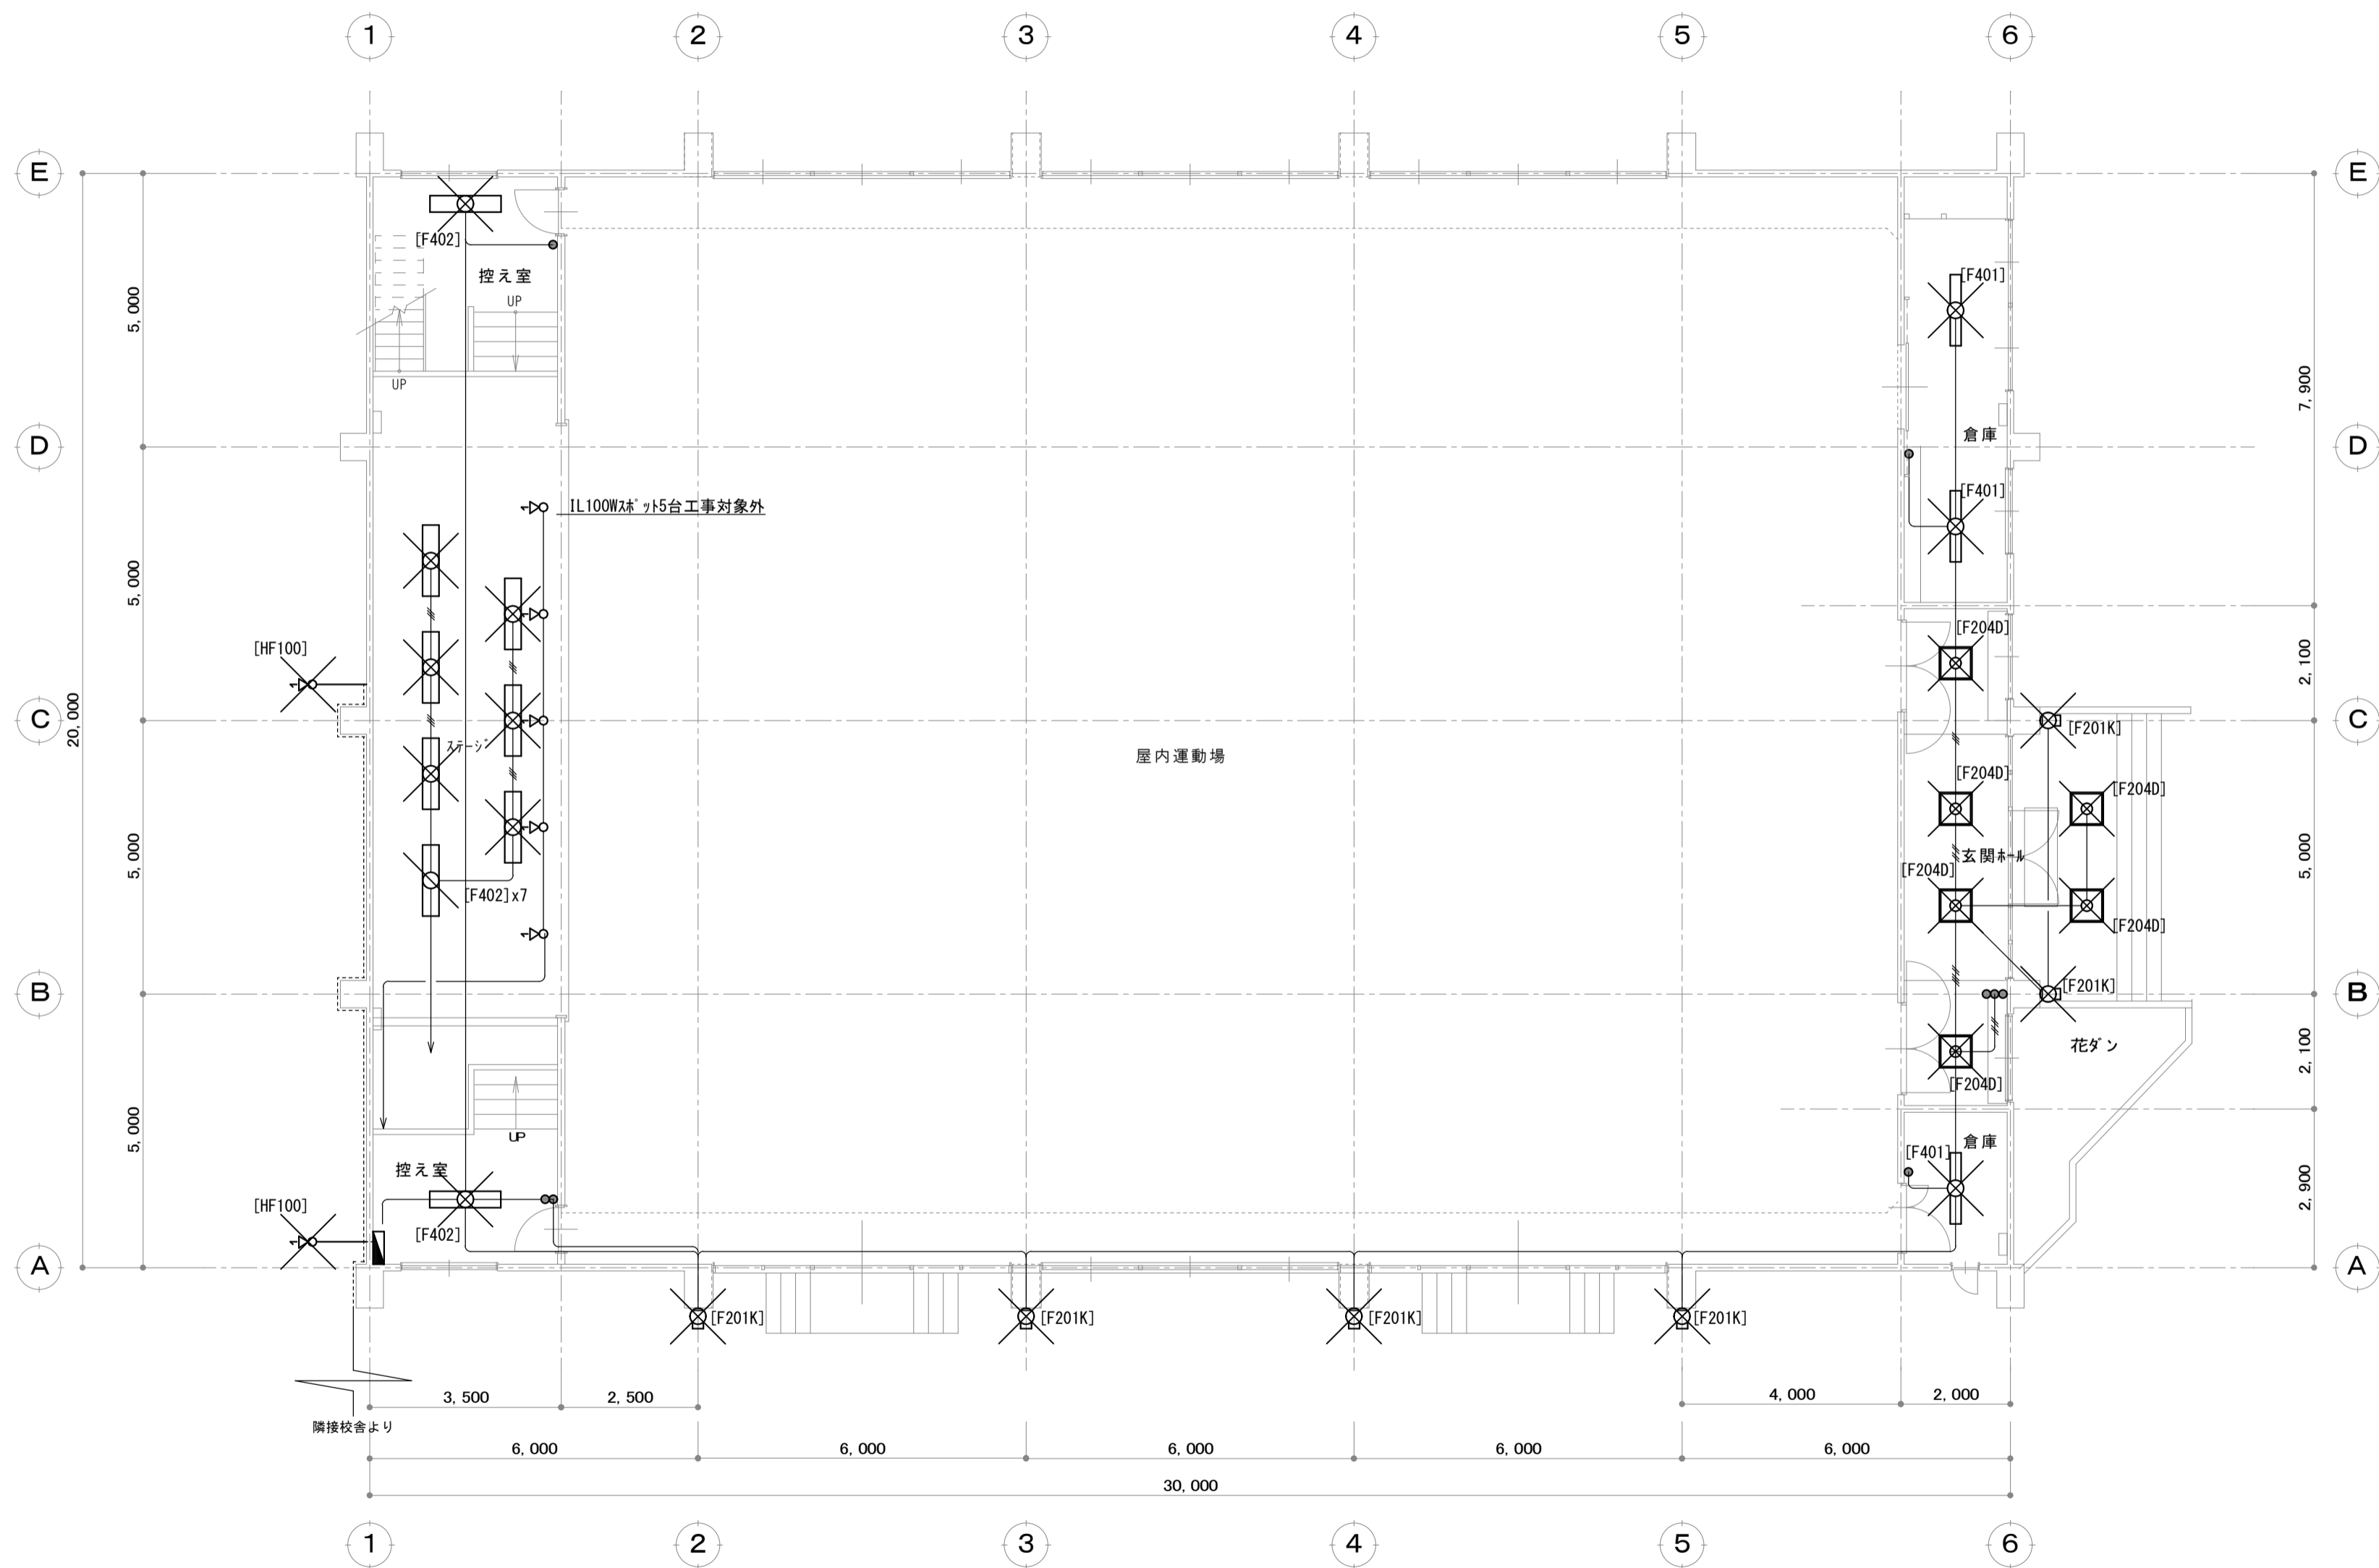 1 2 3 4 5 6
E E
[F402]
控え室
UP
UP
[F401]
5,000
7,900
倉庫
D D
[F401]
IL100Wｽﾎﾟｯﾄ5台工事対象外
5,000
[F204D]
[HF100]
2,100
20,000
C C
[F201K]
ｽﾃｰｼﾞ
屋内運動場
[F204D]
[F204D]
5,000
玄関ﾎｰﾙ
5,000
[F204D]
[F402]x7
[F204D]
B B
[F201K]
花ﾀﾞﾝ
2,100
[F204D]
5,000
UP
倉庫
[F401]
控え室
2,900
[HF100]
[F402]
A A
[F201K]
[F201K]
[F201K]
[F201K]
3,500
2,500
4,000
2,000
隣接校舎より
6,000
6,000
6,000
6,000
6,000
30,000
1 2 3 4 5 6